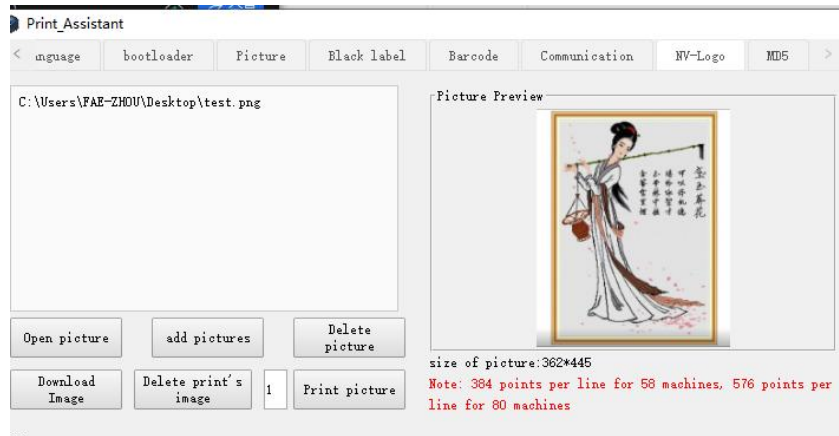 Print_Assistant
< nguage bootloader Picture Black label Barcode Communication NV-Logo MD5 >
C:\Users\FAE-ZHOU\Desktop\test.png
Picture Preview
Open picture
add pictures
Delete
picture
size of picture:362*445
Download
Image
Delete print's
image
1
Print picture
Note: 384 points per line for 58 machines, 576 points per
line for 80 machines